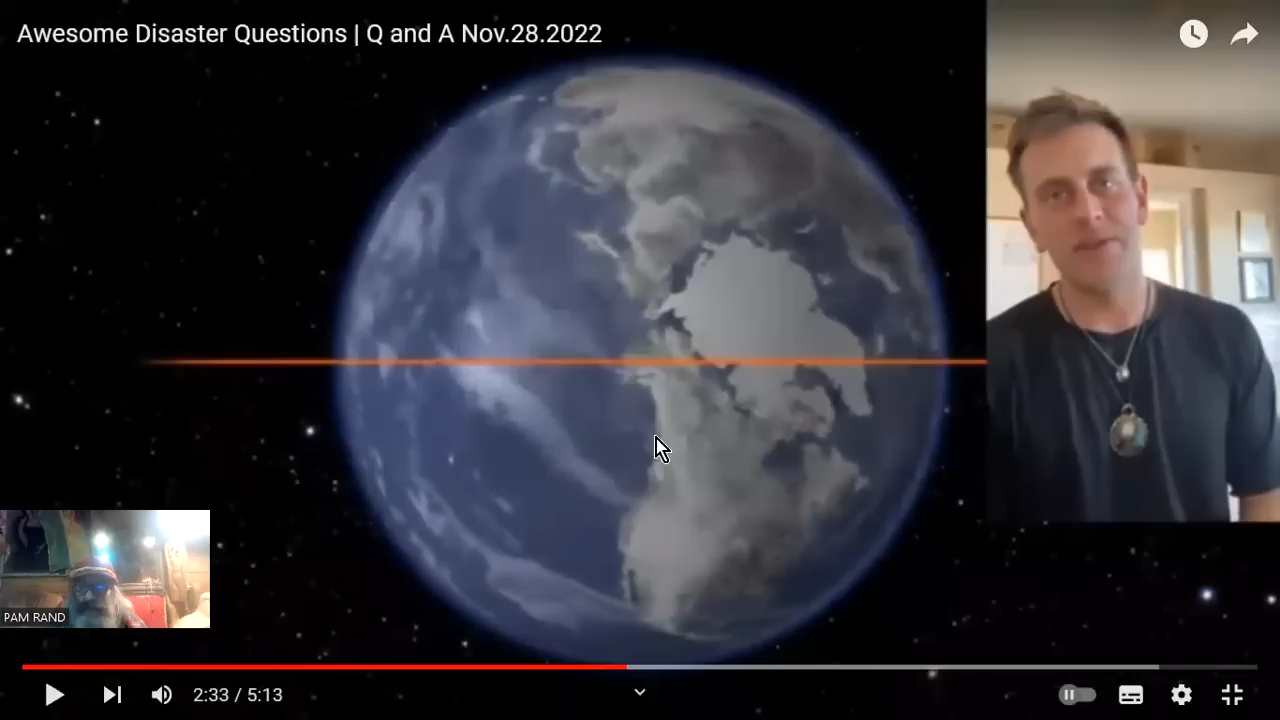 Awesome Disaster Questions | Q and A Nov.28.2022
PAM RAND
2:33 / 5:13